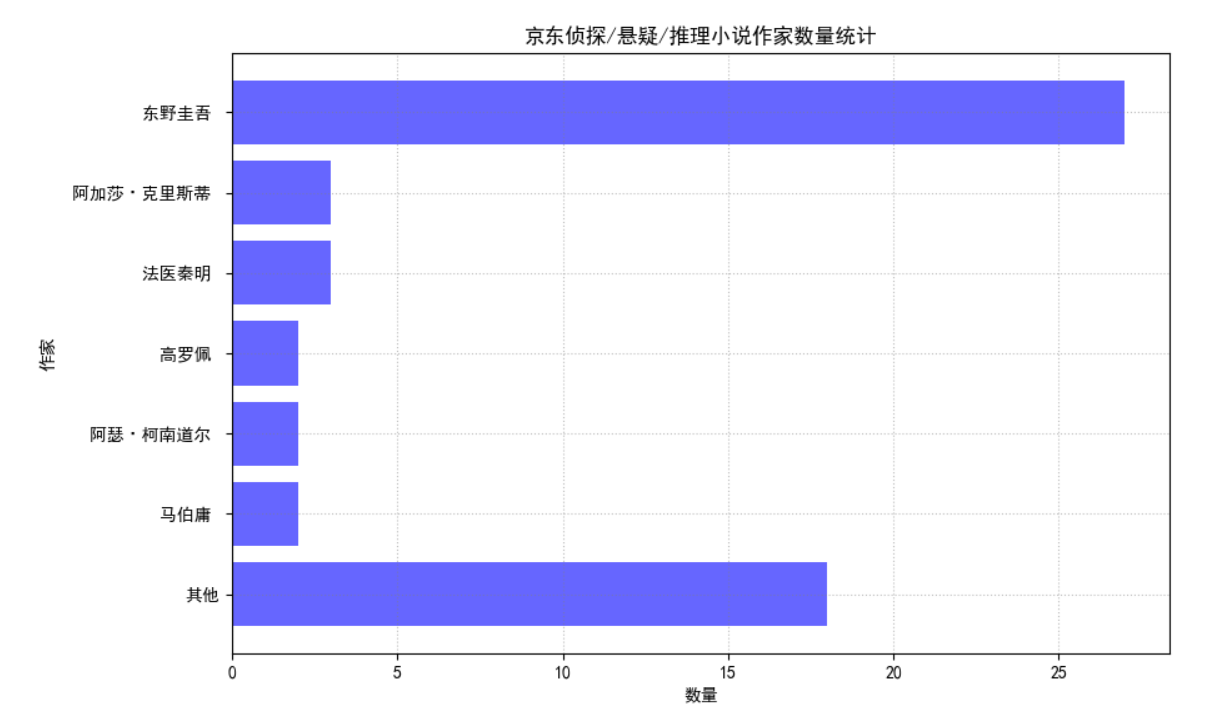 京东侦探/悬疑/推理小说作家数量统计
东野圭吾
阿加莎·克里斯蒂
法医秦明
高罗佩
阿瑟·柯南道尔
马伯庸
其他
作家
0 5 10 15 20 25
数量